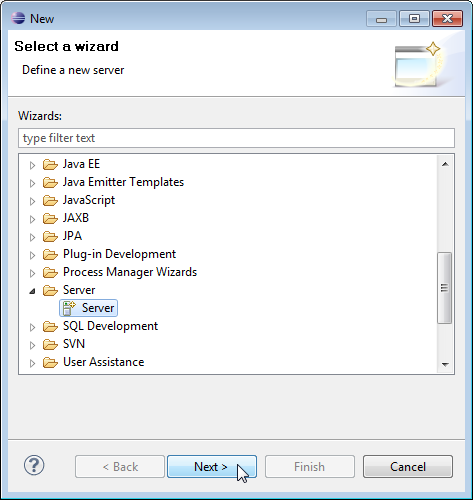 New
Select a wizard
Define a new server
Wizards:
type filter text
Java EE
Java Emitter Templates
JavaScript
JAXB
JPA
Plug-in Development
Process Manager Wizards
Server
Server
SQL Development
SVN
User Assistance
?
< Back
Next >
Finish
Cancel